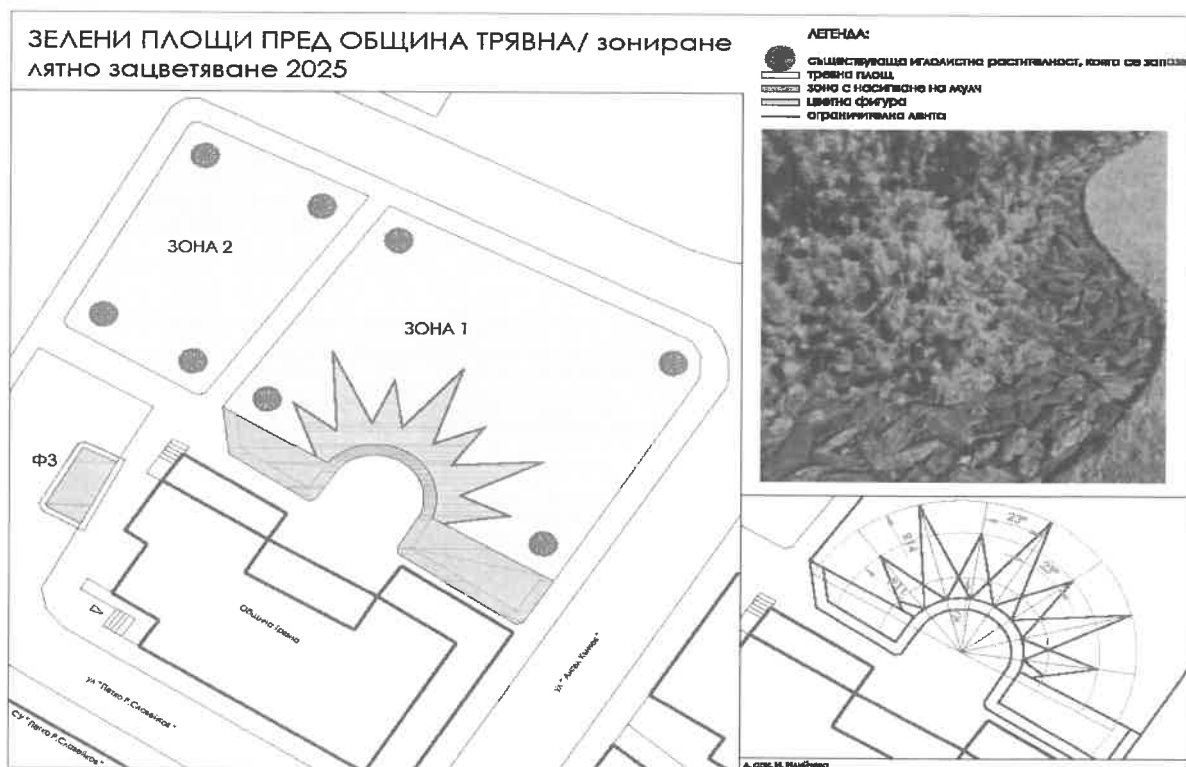 ЗЕЛЕНИ ПЛОЩИ ПРЕД ОБЩИНА ТРЯВНА/ зониране
лятно зацветяване 2025
ЛЕГЕНДА:
съществуваща иглолистна растителност, която се запазв
тревна площ
зона с насипване на мулч
цветна фигура
ограничителна лента
ЗОНА 2
ЗОНА 1
ФЗ
Община Трявна
ул "Петко Р.Славейков"
СУ "Петко Р.Славейков"
ул "Ангел Кънчев"
23°
23°